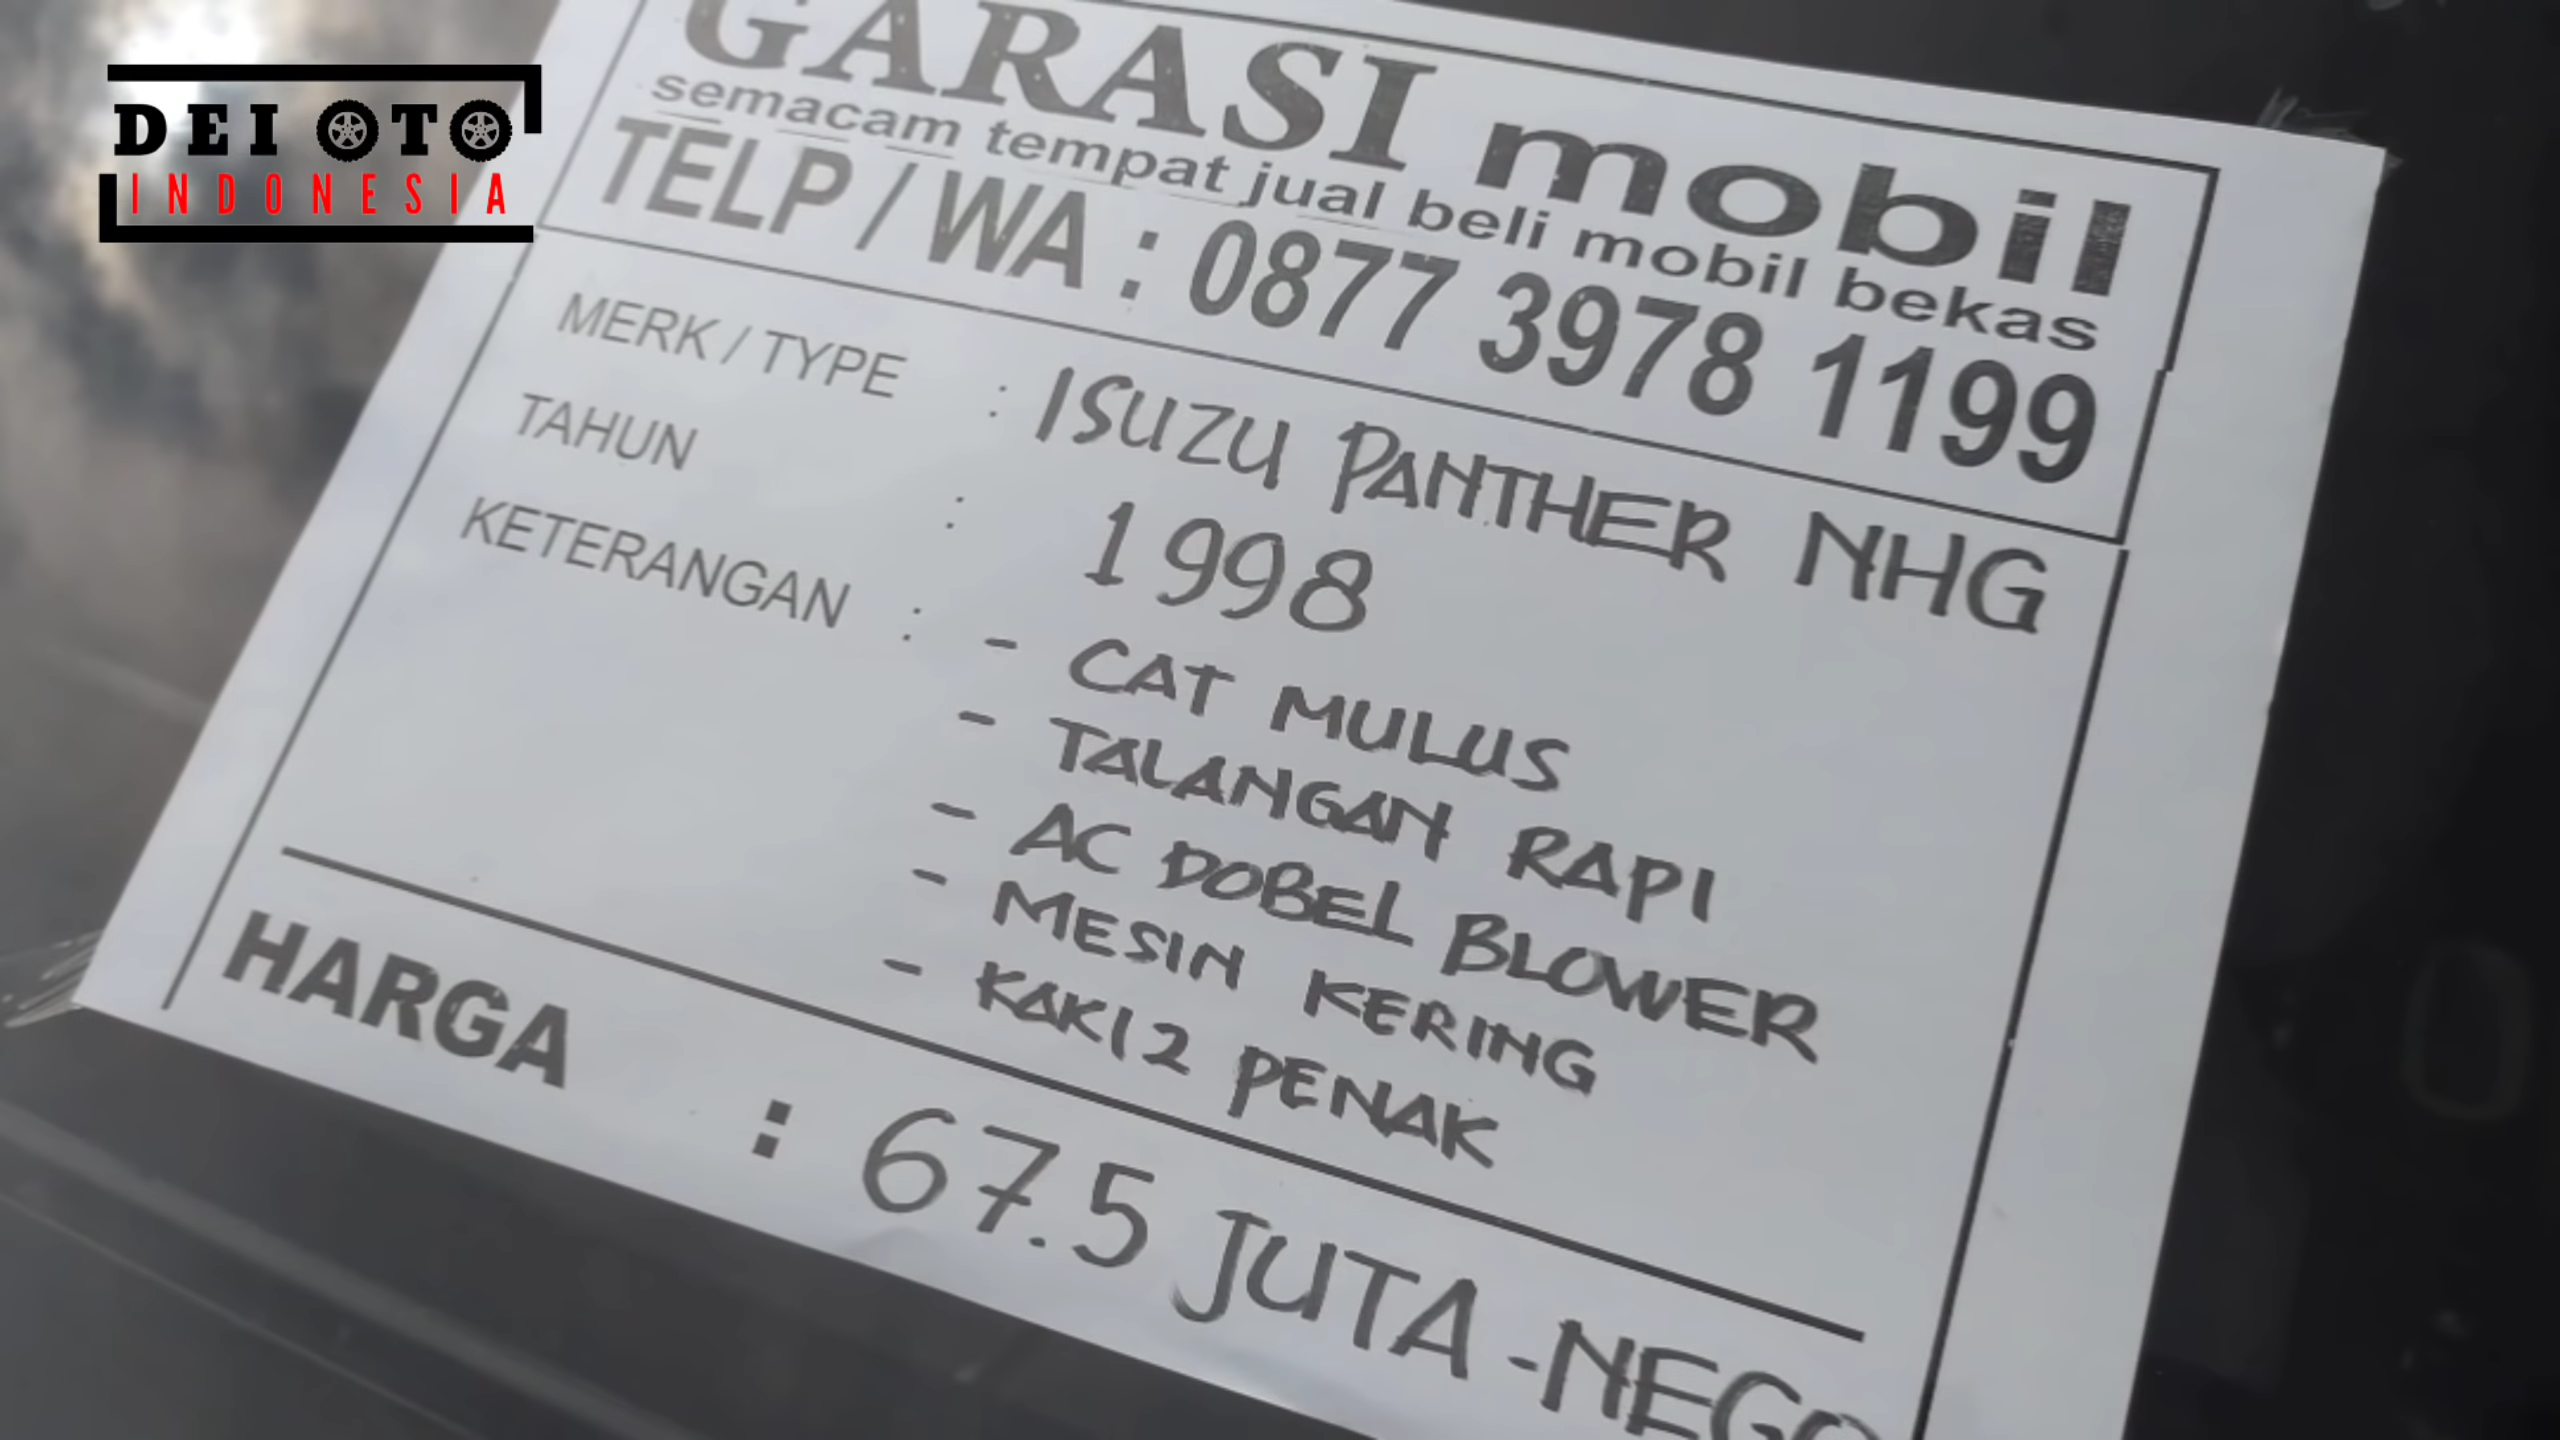 DEI OTO
INDONESIA
GARASI mobil
semacam tempat jual beli mobil bekas
TELP / WA : 0877 3978 1199
MERK / TYPE : ISUZU PANTHER NHG
TAHUN : 1998
KETERANGAN : - CAT MULUS
- TALANGAN RAPI
- AC DOBEL BLOWER
- MESIN KERING
- KAKI2 PENAK
HARGA : 67.5 JUTA - NEGO